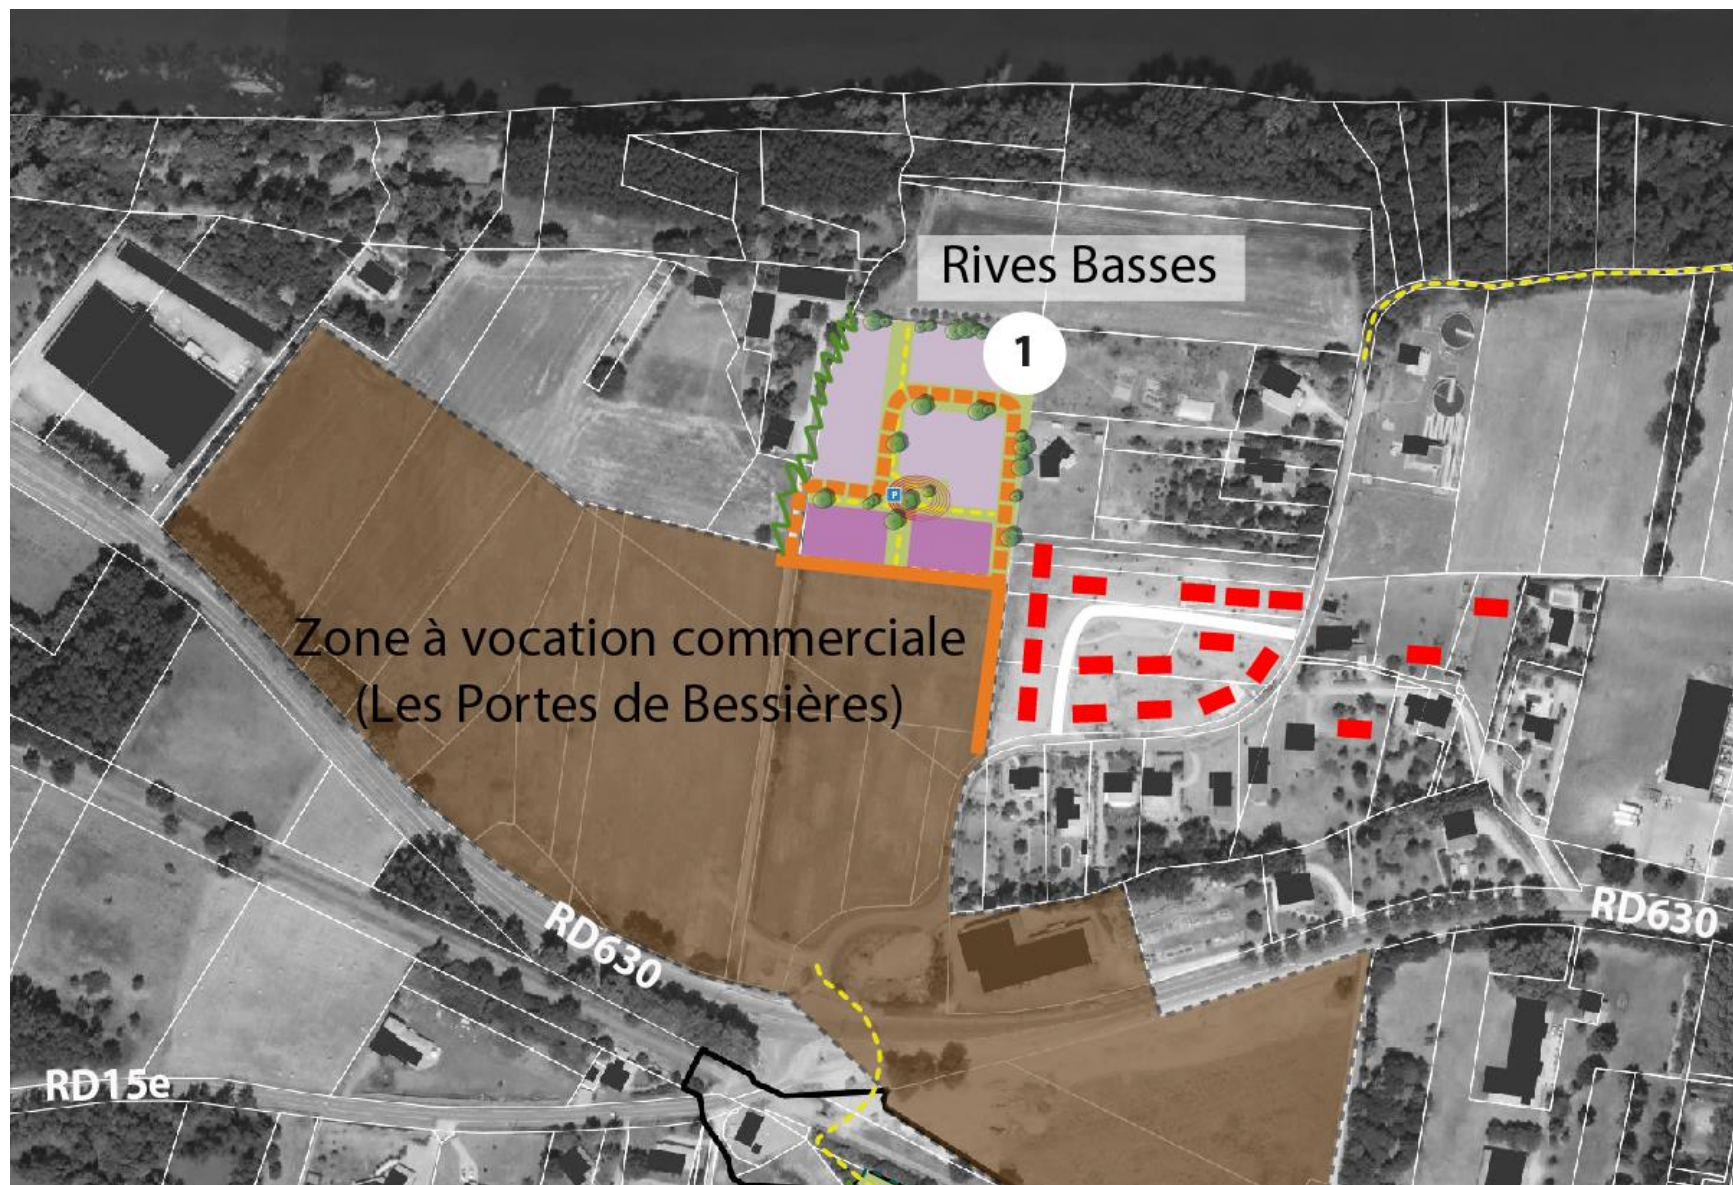 Rives Basses
1
P
Zone à vocation commerciale
(Les Portes de Bessières)
RD630
RD630
RD15e